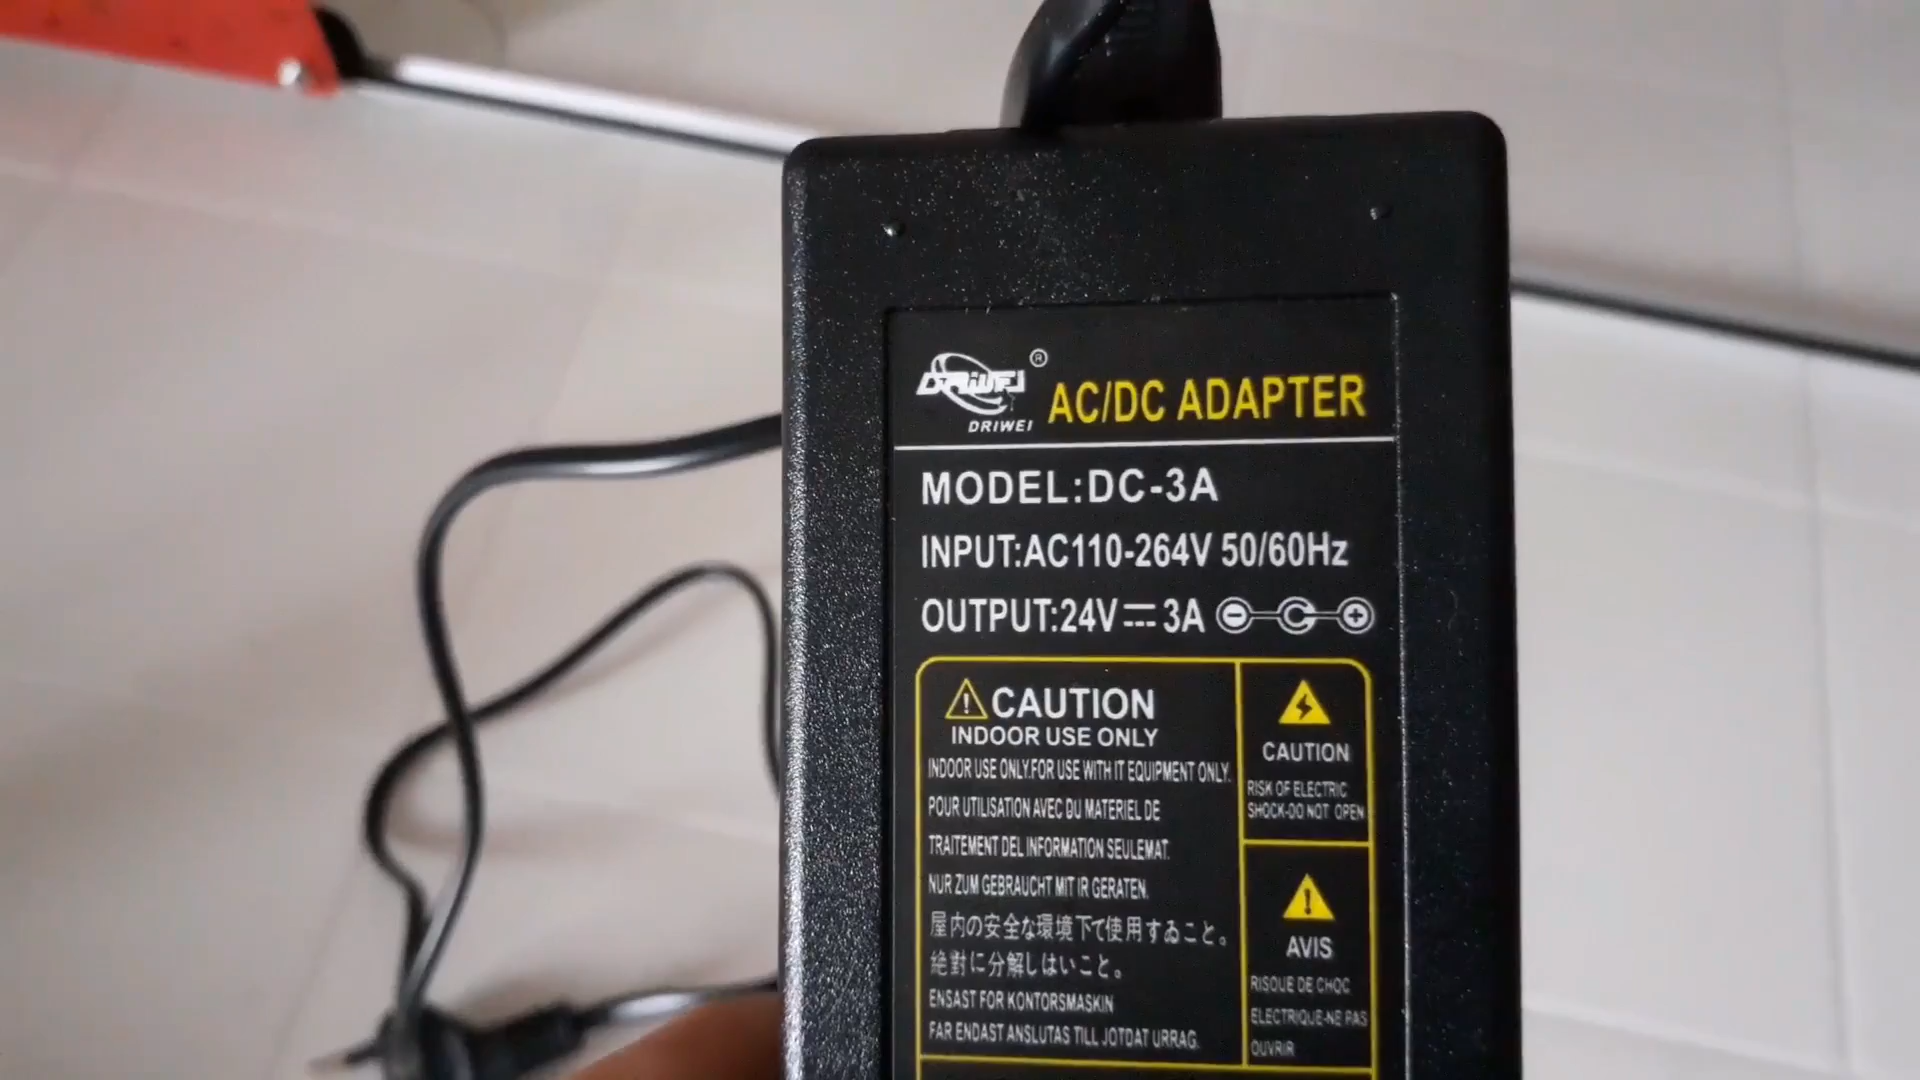 DRIWEI ®
DRIWEI
AC/DC ADAPTER
MODEL:DC-3A
INPUT:AC110-264V 50/60Hz
OUTPUT:24V⎓3A
CAUTION
INDOOR USE ONLY
INDOOR USE ONLY.FOR USE WITH IT EQUIPMENT ONLY.
POUR UTILISATION AVEC DU MATERIEL DE
TRAITEMENT DEL INFORMATION SEULEMAT.
NUR ZUM GEBRAUCHT MIT IR GERATEN.
屋内の安全な環境下て使用すゐこと。
絶對に分解しはいこと。
ENSAST FOR KONTORSMASKIN
FAR ENDAST ANSLUTAS TILL JOTDAT URRAG.
CAUTION
RISK OF ELECTRIC
SHOCK-DO NOT OPEN
AVIS
RISOUE DE CHOC
ELECTRIQUE-NE PAS
OUVRIR